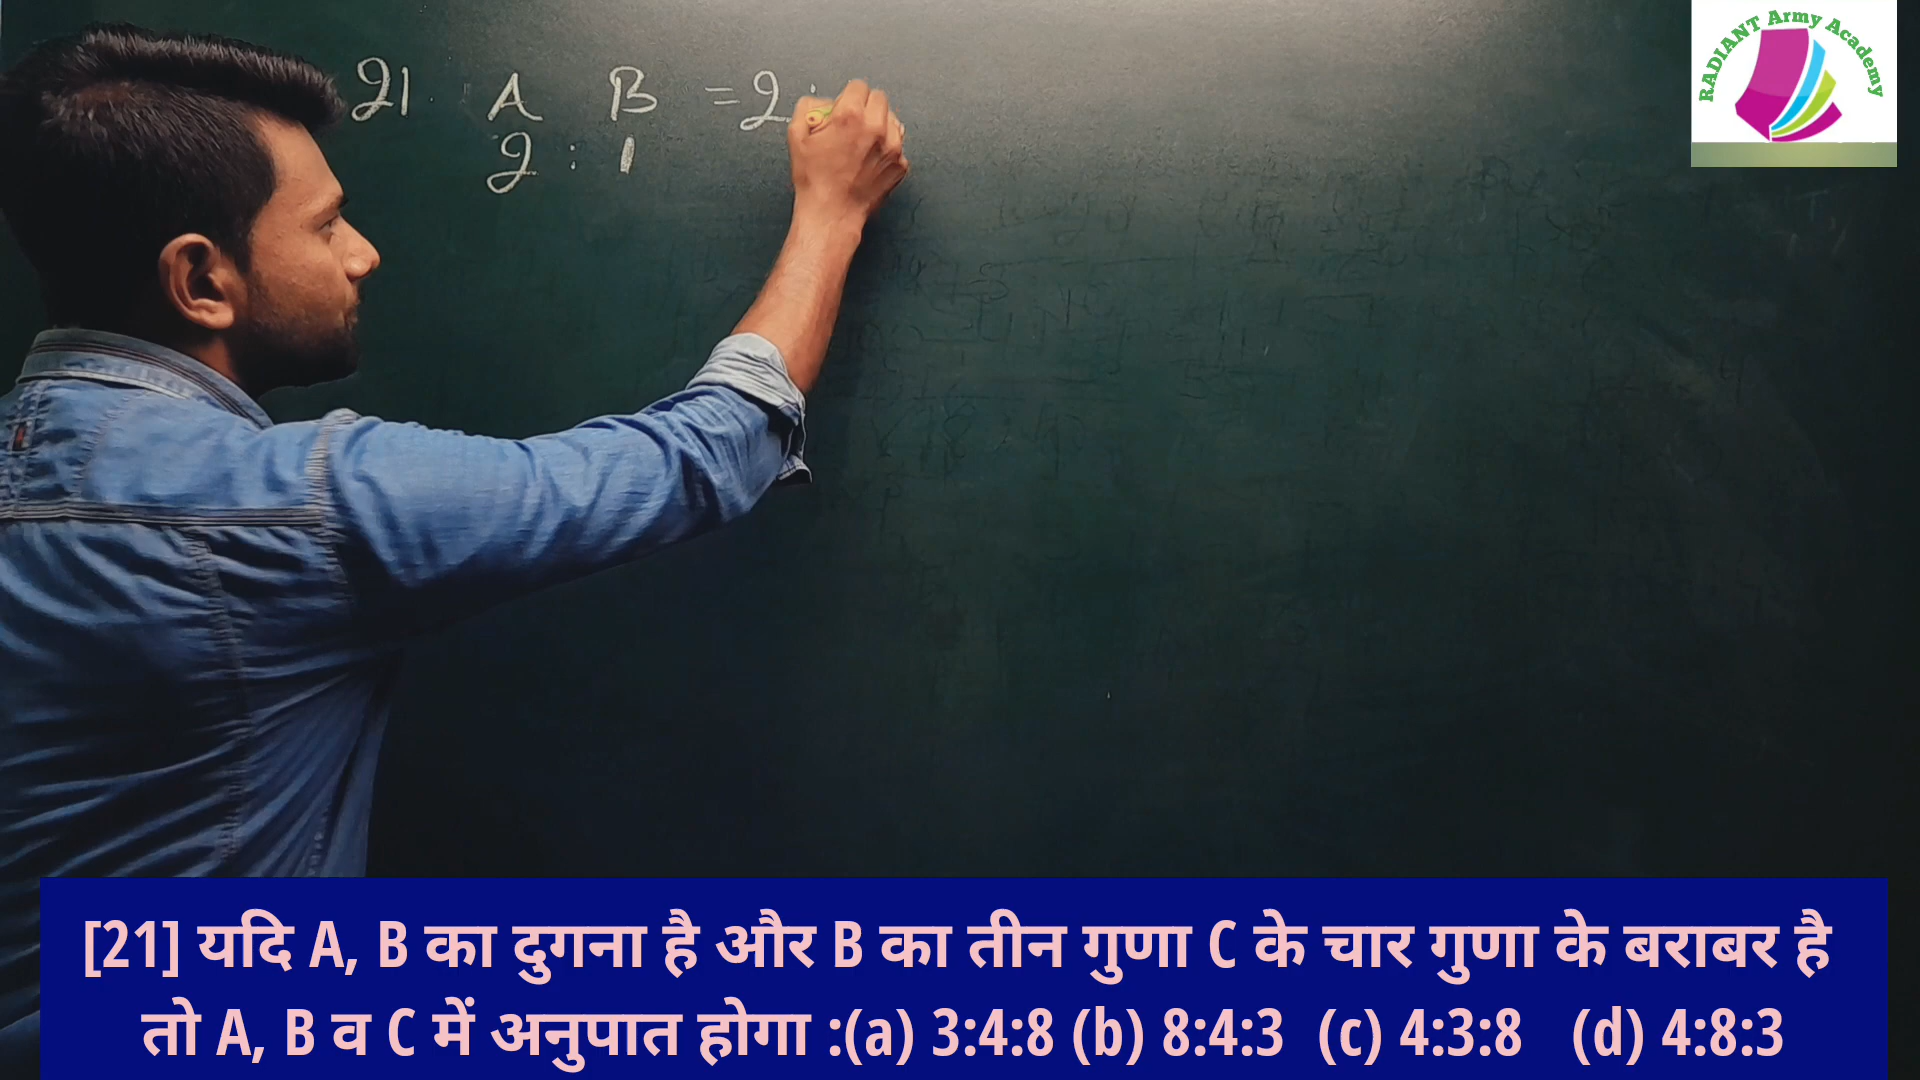 RADIANT Army Academy
21. A B = 2 :
2 : 1
[21] यदि A, B का दुगना है और B का तीन गुणा C के चार गुणा के बराबर है
तो A, B व C में अनुपात होगा :(a) 3:4:8 (b) 8:4:3 (c) 4:3:8 (d) 4:8:3